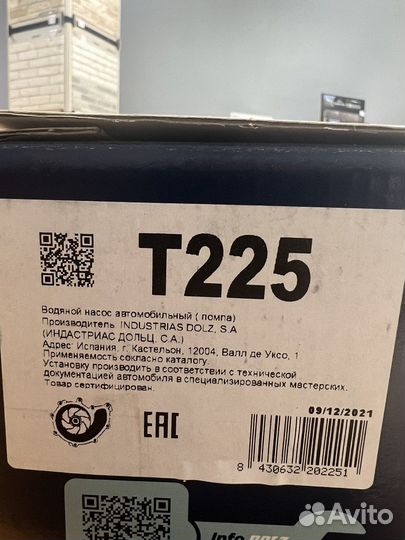 T225
Водяной насос автомобильный ( помпа)
Производитель: INDUSTRIAS DOLZ, S.A
(ИНДАСТРИАС ДОЛЬЦ, С.А.)
Адрес: Испания, г. Кастельон, 12004, Валл де Уксо, 1
Применяемость согласно каталогу.
Установку производить в соответствии с технической
документацией автомобиля в специализированных мастерских.
Товар сертифицирован.
09/12/2021
EAC
8 430632 202251
info DOLZ
Avito